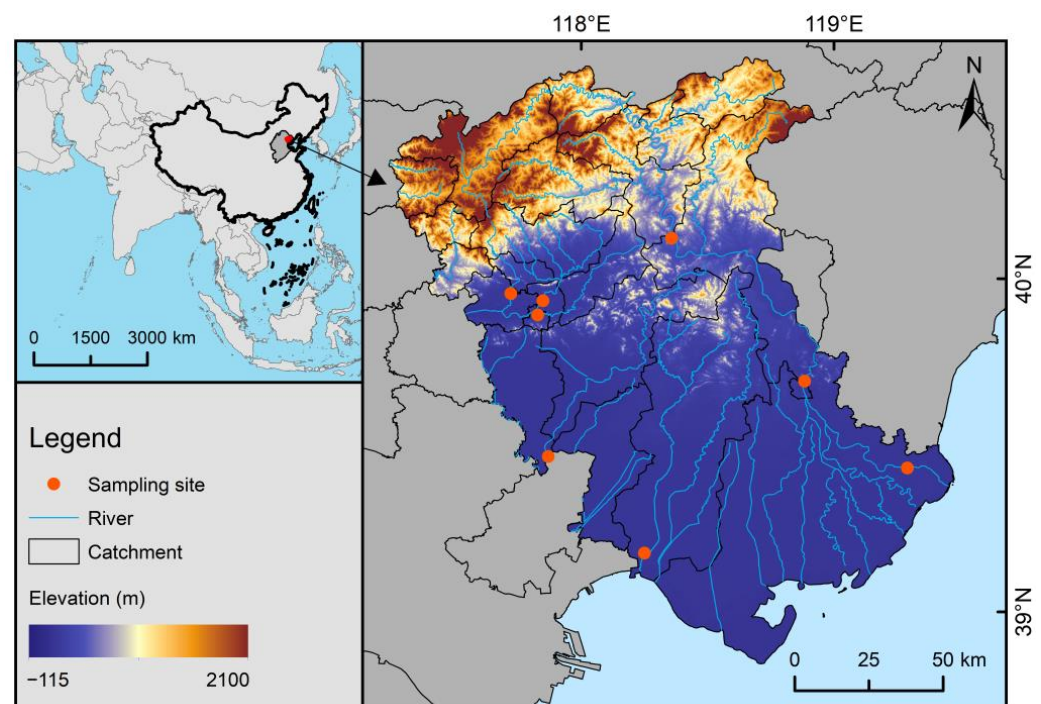 118°E 119°E
N
40°N
39°N
0 1500 3000 km
Legend
Sampling site
River
Catchment
Elevation (m)
−115 2100
0 25 50 km